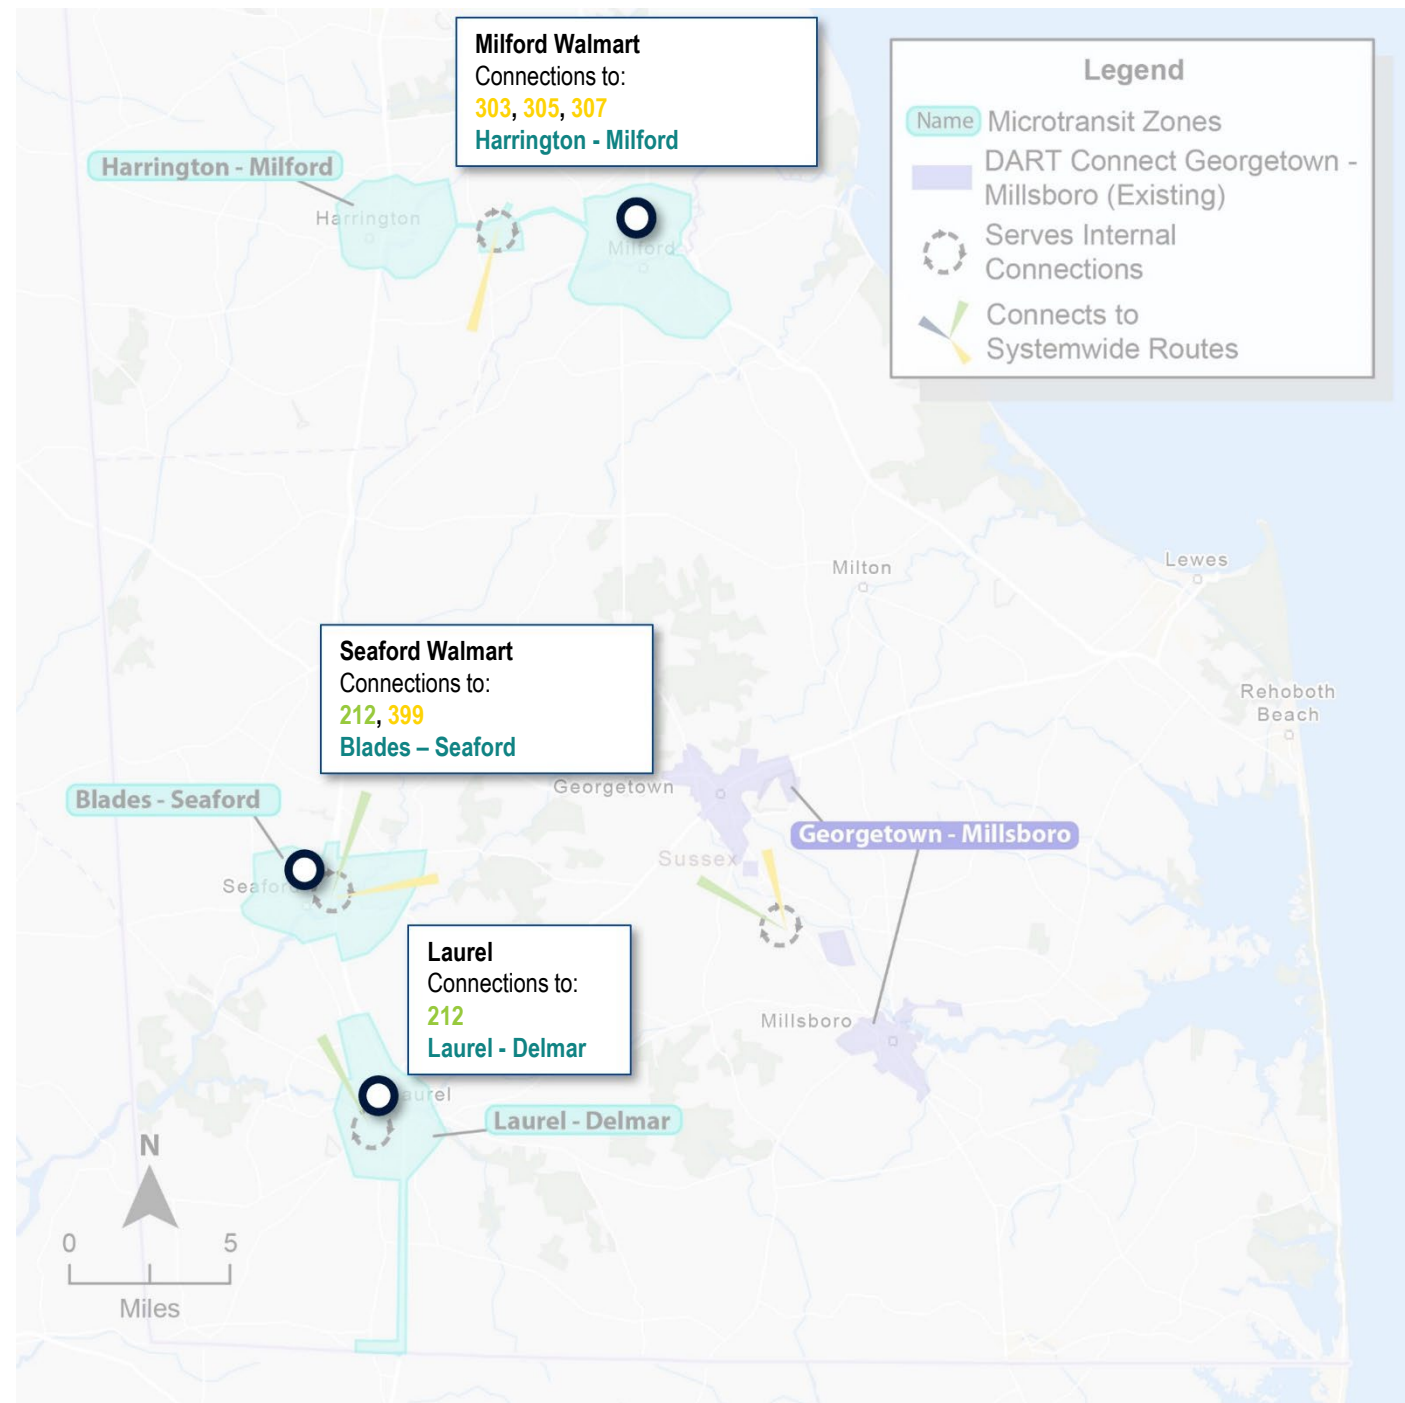 Milford Walmart
Connections to:
303, 305, 307
Harrington - Milford
Legend
Name Microtransit Zones
DART Connect Georgetown -
Millsboro (Existing)
Serves Internal
Connections
Connects to
Systemwide Routes
Harrington - Milford
Harrington
Milford
Milton
Lewes
Rehoboth
Beach
Seaford Walmart
Connections to:
212, 399
Blades – Seaford
Georgetown
Blades - Seaford
Georgetown - Millsboro
Sussex
Seaford
Laurel
Connections to:
212
Laurel - Delmar
Millsboro
aurel
Laurel - Delmar
N
0 5
Miles